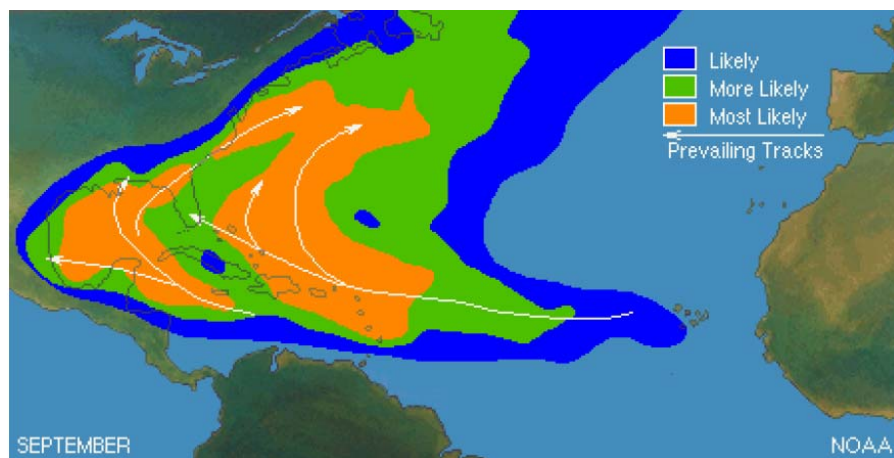 Likely
More Likely
Most Likely
Prevailing Tracks
SEPTEMBER
NOAA